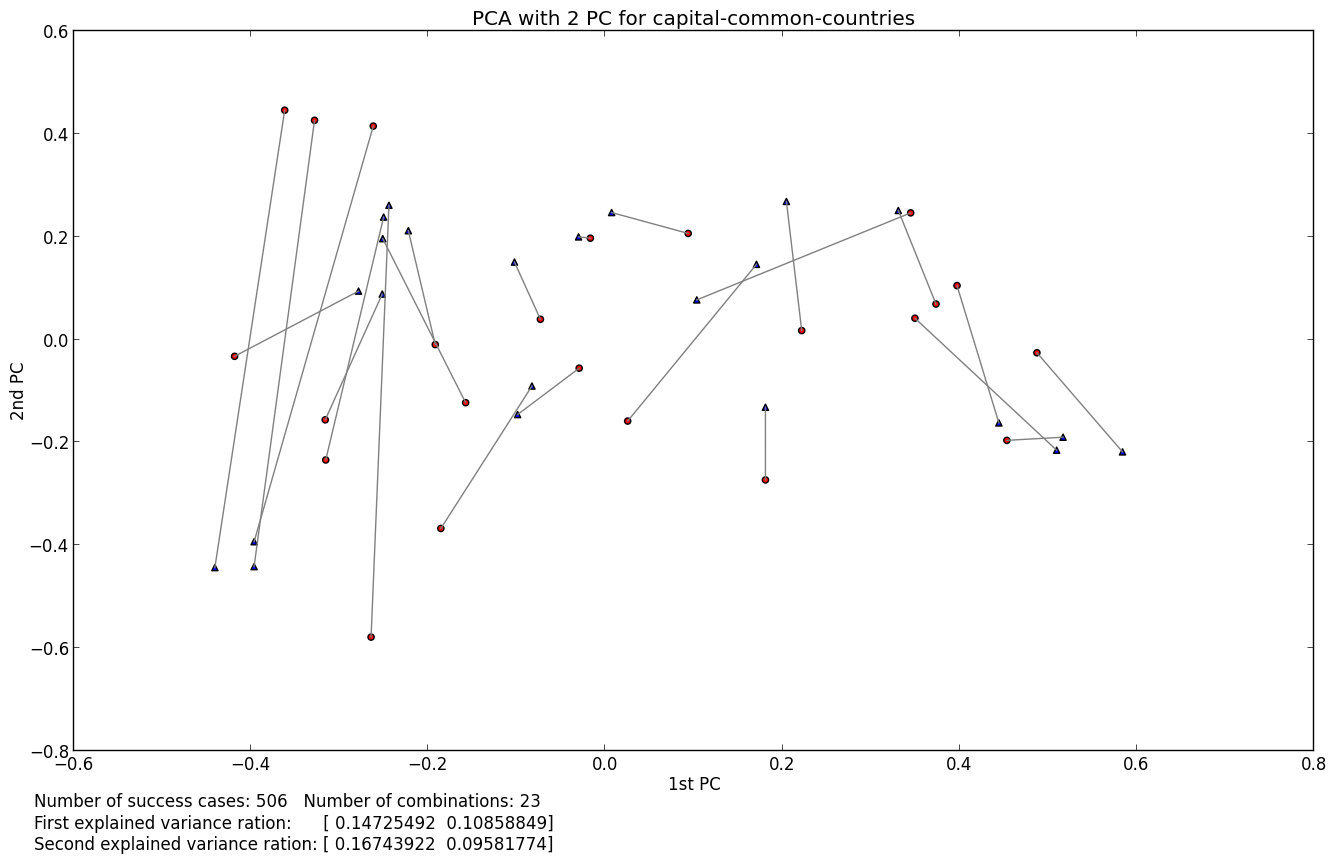 PCA with 2 PC for capital-common-countries
0.6
0.4
0.2
0.0
−0.2
−0.4
−0.6
−0.8
2nd PC
−0.6 −0.4 −0.2 0.0 0.2 0.4 0.6 0.8
1st PC
Number of success cases: 506 Number of combinations: 23
First explained variance ration: [ 0.14725492 0.10858849]
Second explained variance ration: [ 0.16743922 0.09581774]